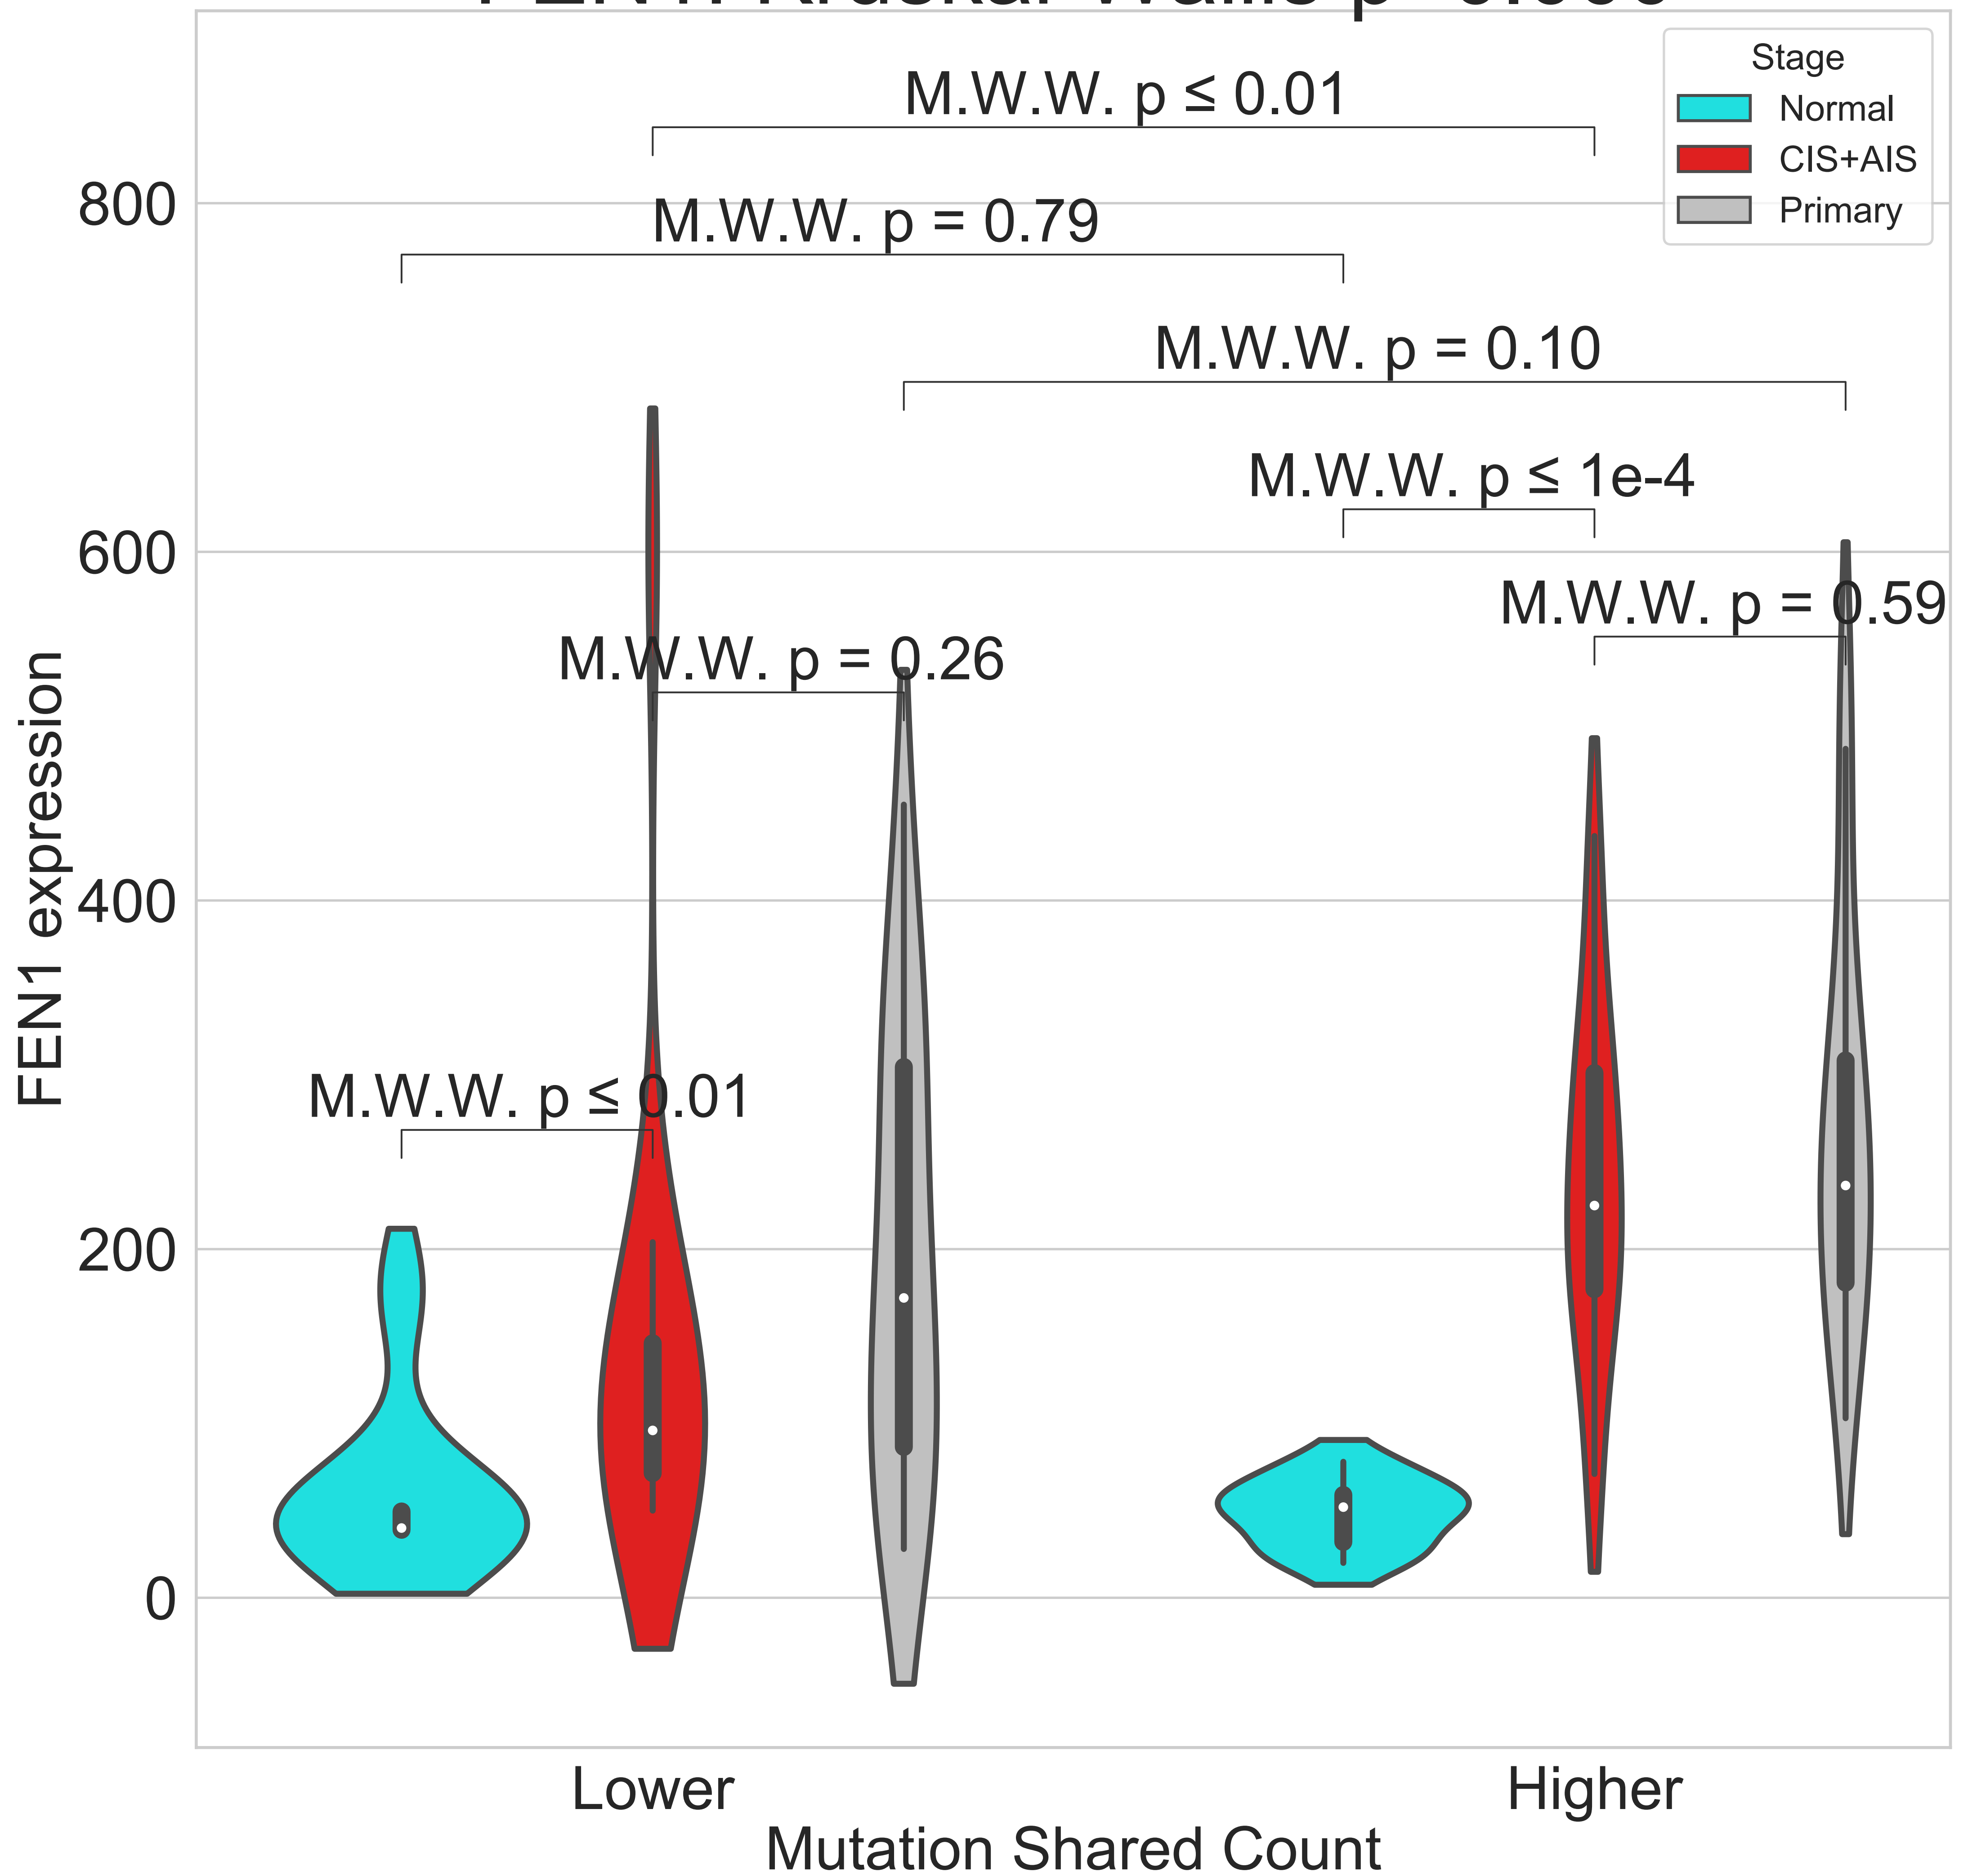 Stage
Normal
CIS+AIS
Primary
M.W.W. p ≤ 0.01
M.W.W. p = 0.79
M.W.W. p = 0.10
M.W.W. p ≤ 1e-4
M.W.W. p = 0.59
M.W.W. p = 0.26
M.W.W. p ≤ 0.01
800
600
400
200
0
FEN1 expression
Lower
Higher
Mutation Shared Count